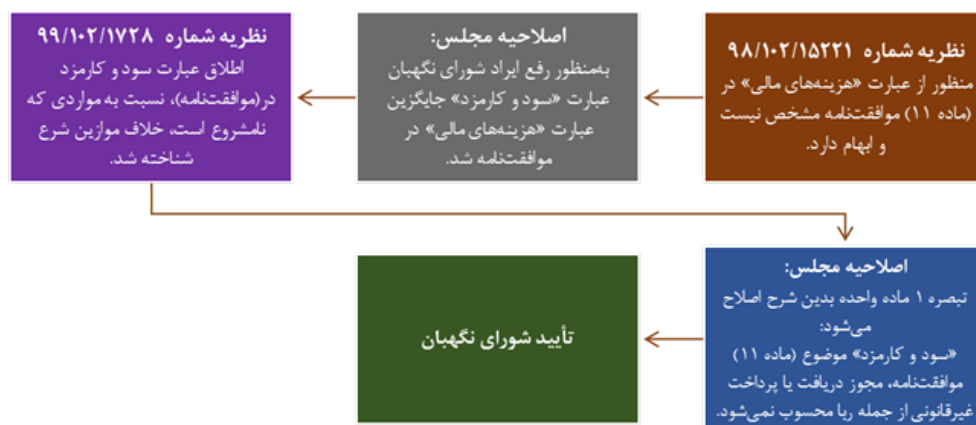 نظریه شماره ۹۸/۱۰۲/۱۵۲۲۱
منظور از عبارت «هزینه‌های مالی» در
(ماده ۱۱) موافقتنامه مشخص نیست
و ابهام دارد.
اصلاحیه مجلس:
به‌منظور رفع ایراد شورای نگهبان
عبارت «سود و کارمزد» جایگزین
عبارت «هزینه‌های مالی» در
موافقتنامه شد.
نظریه شماره ۹۹/۱۰۲/۱۷۲۸
اطلاق عبارت سود و کارمزد
در(موافقت‌نامه)، نسبت به مواردی که
نامشروع است، خلاف موازین شرع
شناخته شد.
اصلاحیه مجلس:
تبصره ۱ ماده واحده بدین شرح اصلاح
می‌شود:
«سود و کارمزد» موضوع (ماده ۱۱)
موافقت‌نامه، مجوز دریافت یا پرداخت
غیرقانونی از جمله ربا محسوب نمی‌شود.
تأیید شورای نگهبان